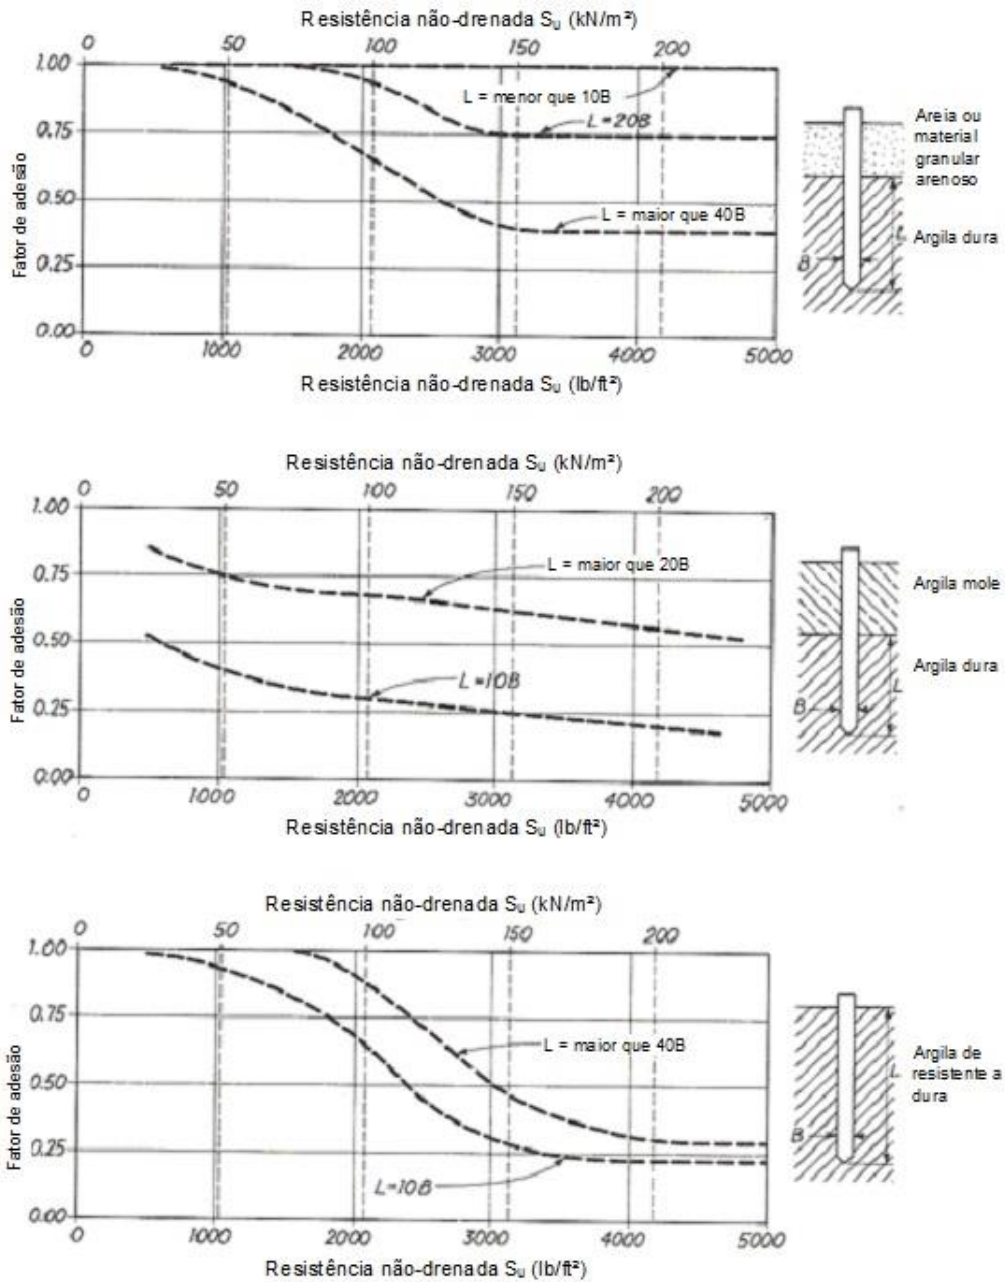 Resistência não-drenada Su (kN/m²)
0 50 100 150 200
1.00
0.75
0.50
0.25
0.00
Fator de adesão
L = menor que 10B
L=20B
L = maior que 40B
0 1000 2000 3000 4000 5000
Resistência não-drenada Su (lb/ft²)
Areia ou
material
granular
arenoso
L
Argila dura
B
Resistência não-drenada Su (kN/m²)
0 50 100 150 200
1.00
0.75
0.50
0.25
0.00
Fator de adesão
L = maior que 20B
L=10B
0 1000 2000 3000 4000 5000
Resistência não-drenada Su (lb/ft²)
Argila mole
Argila dura
L
B
Resistência não-drenada Su (kN/m²)
0 50 100 150 200
1.00
0.75
0.50
0.25
0.00
Fator de adesão
L = maior que 40B
L=10B
0 1000 2000 3000 4000 5000
Resistência não-drenada Su (lb/ft²)
Argila de
resistente a
dura
L
B